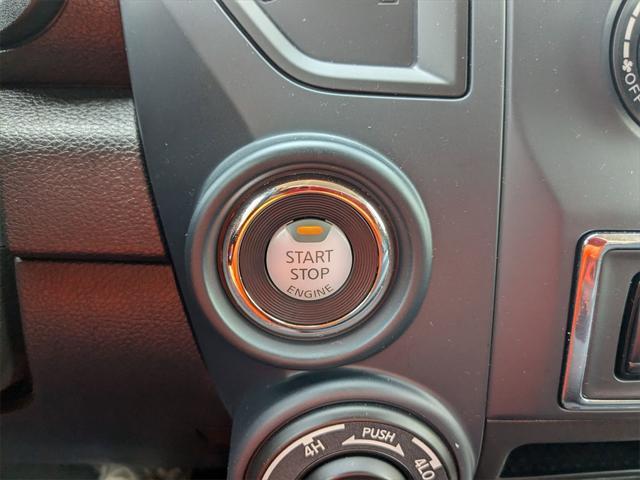 OFF
START
STOP
ENGINE
4H PUSH 4LO